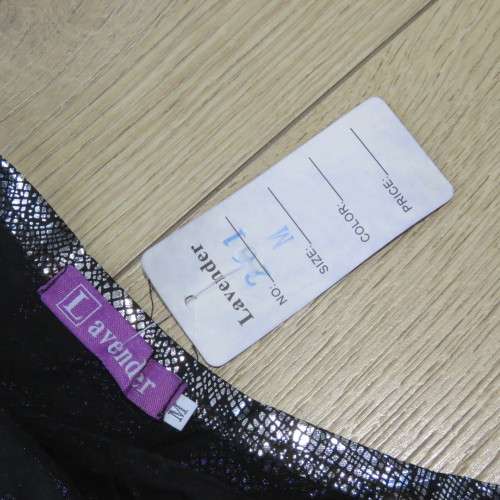 Lavender
NO: 261
SIZE: M
COLOR:
PRICE:
Lavender
M